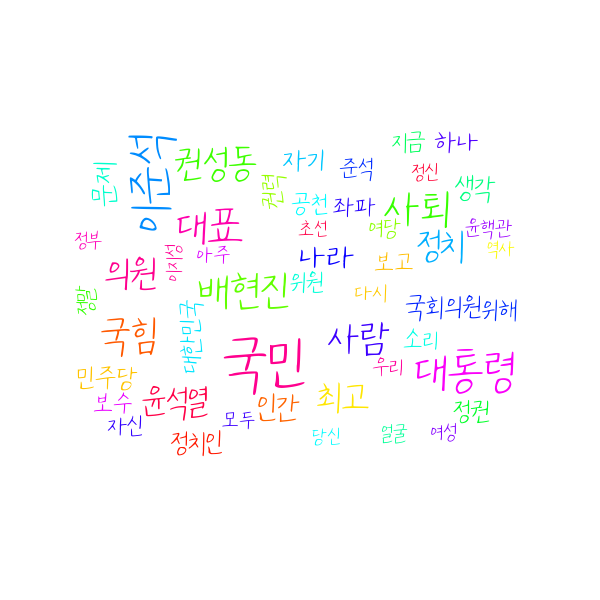 지금
하나
이준석
권성동
자기
준석
정신
문제
권력
생각
공천
좌파
사퇴
대표
초선
여당
윤핵관
정부
아주
나라
정치
역사
의원
이지성
보고
정말
배현진
위원
다시
국회의원
위해
대한민국
국힘
국민
사람
소리
우리
대통령
민주당
보수
윤석열
인간
최고
정권
자신
모두
정치인
당신
얼굴
여성